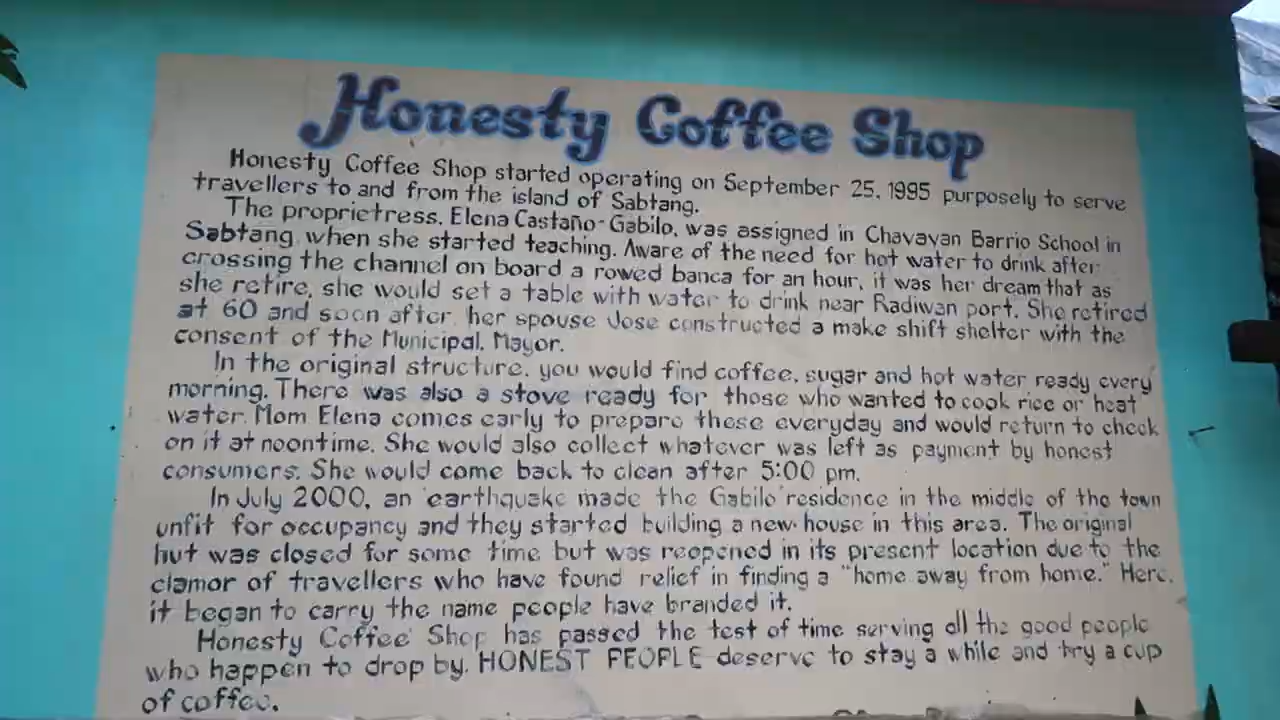 Honesty Coffee Shop
Honesty Coffee Shop started operating on September 25, 1995 purposely to serve
travellers to and from the island of Sabtang.
The proprietress, Elena Castaño-Gabilo, was assigned in Chavayan Barrio School in
Sabtang when she started teaching. Aware of the need for hot water to drink after
crossing the channel on board a rowed banca for an hour, it was her dream that as
she retire, she would set a table with water to drink near Radiwan port. She retired
at 60 and soon after, her spouse Jose constructed a make shift shelter with the
consent of the Municipal Mayor.
In the original structure, you would find coffee, sugar and hot water ready every
morning. There was also a stove ready for those who wanted to cook rice or heat
water. Mom Elena comes early to prepare these everyday and would return to check
on it at noontime. She would also collect whatever was left as payment by honest
consumers. She would come back to clean after 5:00 pm.
In July 2000, an earthquake made the Gabilo residence in the middle of the town
unfit for occupancy and they started building a new house in this area. The original
hut was closed for some time but was reopened in its present location due to the
clamor of travellers who have found relief in finding a "home away from home." Here,
it began to carry the name people have branded it.
Honesty Coffee Shop has passed the test of time serving all the good people
who happen to drop by. HONEST PEOPLE deserve to stay a while and try a cup
of coffee.